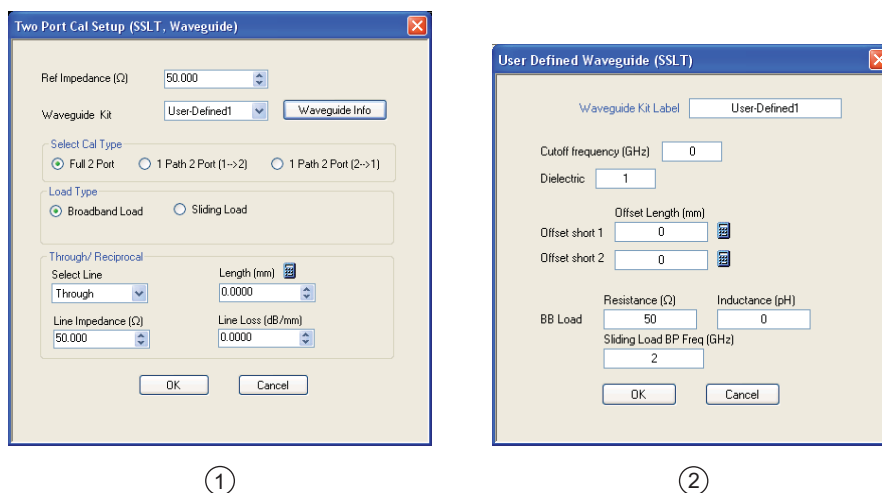 Two Port Cal Setup (SSLT, Waveguide)
Ref Impedance (Ω) 50.000
Waveguide Kit User-Defined1 Waveguide Info
Select Cal Type
Full 2 Port 1 Path 2 Port (1-->2) 1 Path 2 Port (2-->1)
Load Type
Broadband Load Sliding Load
Through/ Reciprocal
Select Line Length (mm)
Through 0.0000
Line Impedance (Ω) Line Loss (dB/mm)
50.000 0.0000
OK Cancel
1
User Defined Waveguide (SSLT)
Waveguide Kit Label User-Defined1
Cutoff frequency (GHz) 0
Dielectric 1
Offset Length (mm)
Offset short 1 0
Offset short 2 0
Resistance (Ω) Inductance (pH)
BB Load 50 0
Sliding Load BP Freq (GHz)
2
OK Cancel
2